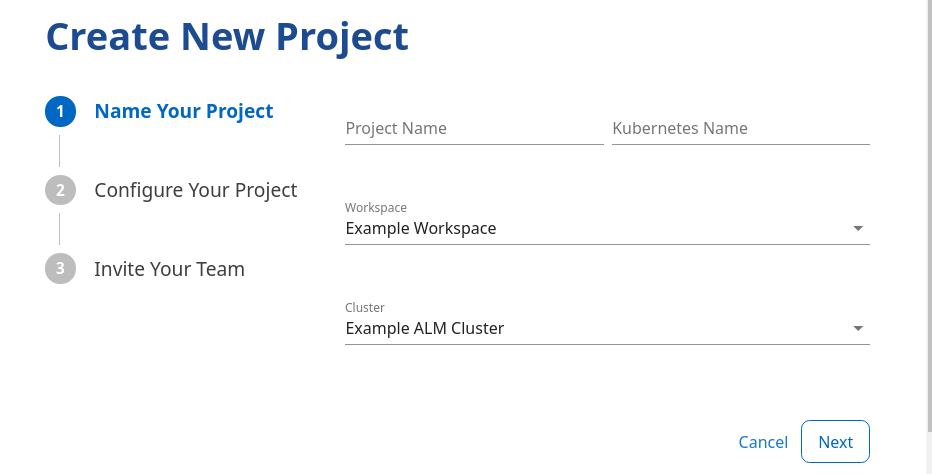 Create New Project
1 Name Your Project
2 Configure Your Project
3 Invite Your Team
Project Name Kubernetes Name
Workspace
Example Workspace
Cluster
Example ALM Cluster
Cancel Next